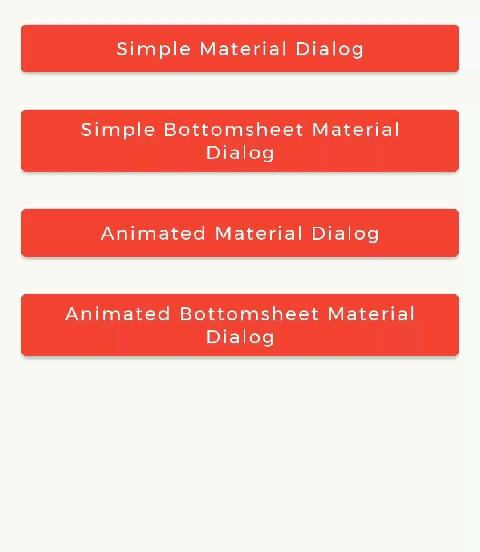 Simple Material Dialog
Simple Bottomsheet Material
Dialog
Animated Material Dialog
Animated Bottomsheet Material
Dialog